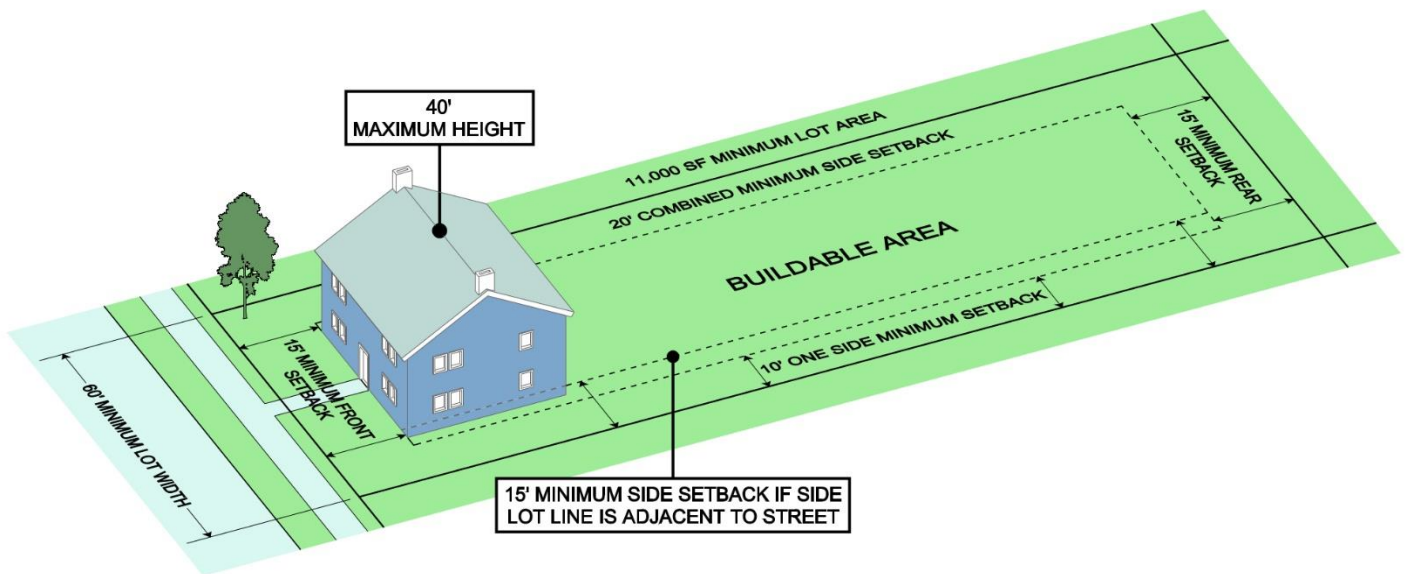 40'
MAXIMUM HEIGHT
11,000 SF MINIMUM LOT AREA
20' COMBINED MINIMUM SIDE SETBACK
15' MINIMUM REAR
SETBACK
BUILDABLE AREA
10' ONE SIDE MINIMUM SETBACK
15' MINIMUM FRONT
SETBACK
60' MINIMUM LOT WIDTH
15' MINIMUM SIDE SETBACK IF SIDE
LOT LINE IS ADJACENT TO STREET